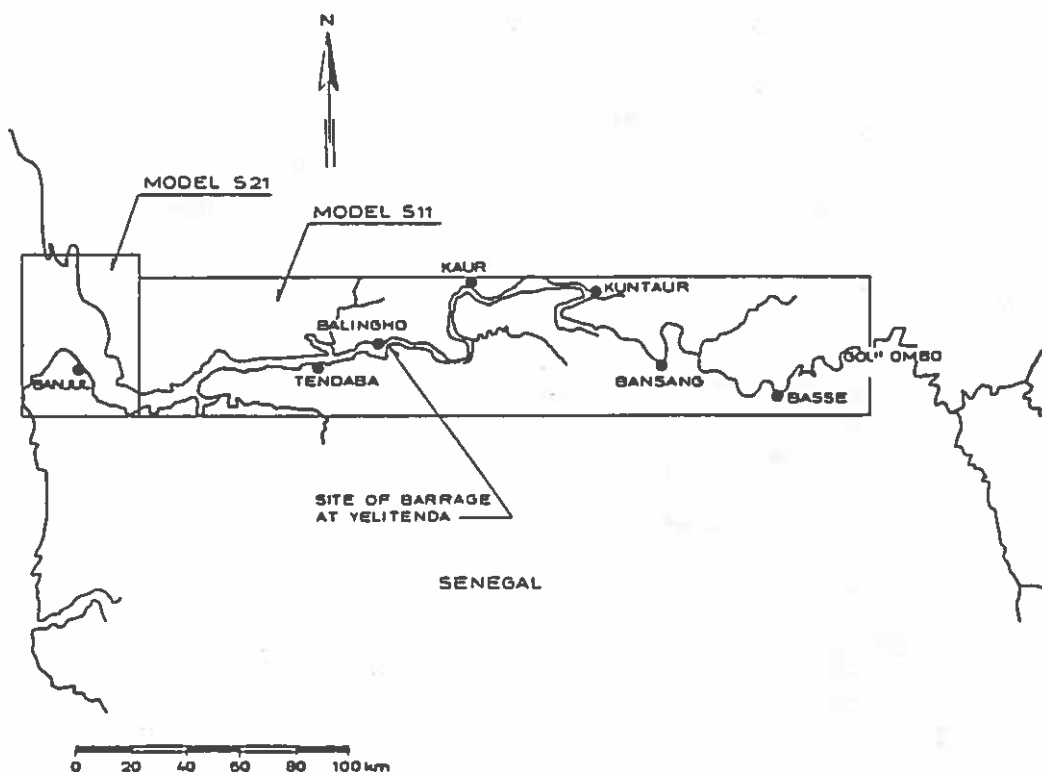 N
MODEL S21
MODEL S11
KAUR
KUNTAUR
BALINGHO
BANJUL
TENDABA
BANSANG
BASSE
SITE OF BARRAGE
AT YELITENDA
SENEGAL
0 20 40 60 80 100 km